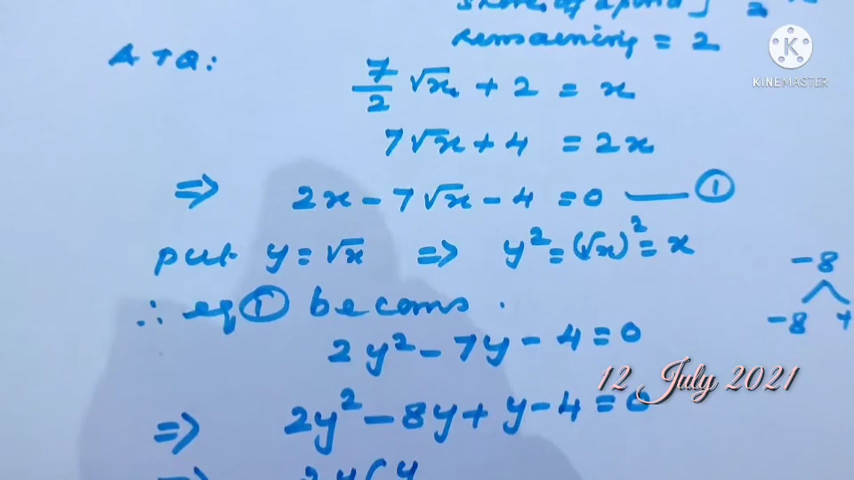 remaining = 2
KINEMASTER
A T Q:
7/2 √x + 2 = x
7√x + 4 = 2x
⇒ 2x - 7√x - 4 = 0 — ①
put y = √x ⇒ y² = (√x)² = x
-8
∴ eq ① becoms .
-8 +
2y² - 7y - 4 = 0
12 July 2021
⇒ 2y² - 8y + y - 4 = 0
⇒ 2y(y